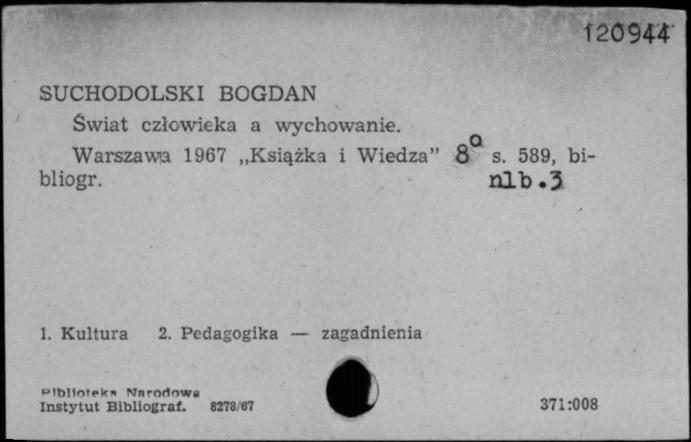 120944
SUCHODOLSKI BOGDAN
Świat człowieka a wychowanie.
Warszawa 1967 „Książka i Wiedza” 8° s. 589, bi-
bliogr. nlb.3
1. Kultura 2. Pedagogika — zagadnienia
Biblioteka Narodowa
Instytut Bibliograf. 8278/67 371:008